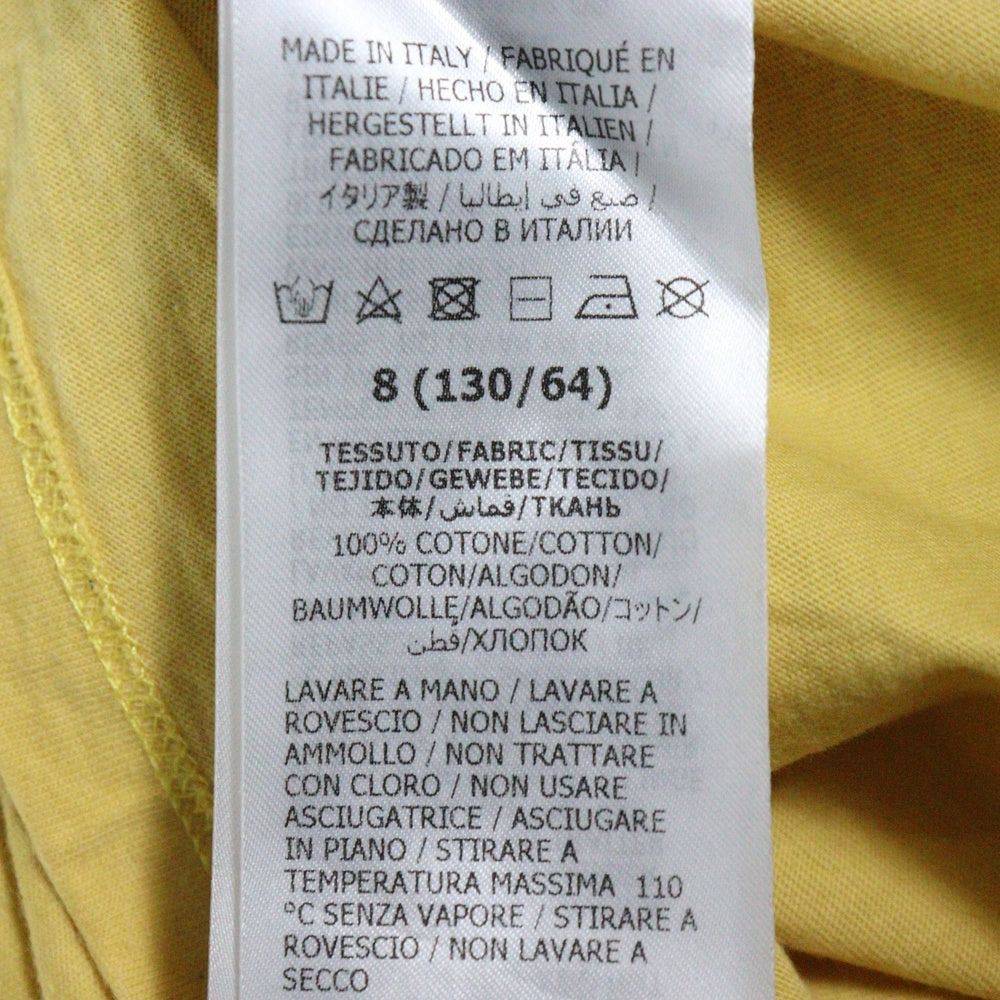 MADE IN ITALY / FABRIQUÉ EN
ITALIE / HECHO EN ITALIA /
HERGESTELLT IN ITALIEN /
FABRICADO EM ITÁLIA /
イタリア製 / صنع في إيطاليا /
СДЕЛАНО В ИТАЛИИ
8 (130/64)
TESSUTO/FABRIC/TISSU/
TEJIDO/GEWEBE/TECIDO/
本体/قماش/ТКАНЬ
100% COTONE/COTTON/
COTON/ALGODON/
BAUMWOLLE/ALGODÃO/コットン/
قطن/ХЛОПОК
LAVARE A MANO / LAVARE A
ROVESCIO / NON LASCIARE IN
AMMOLLO / NON TRATTARE
CON CLORO / NON USARE
ASCIUGATRICE / ASCIUGARE
IN PIANO / STIRARE A
TEMPERATURA MASSIMA 110
°C SENZA VAPORE / STIRARE A
ROVESCIO / NON LAVARE A
SECCO